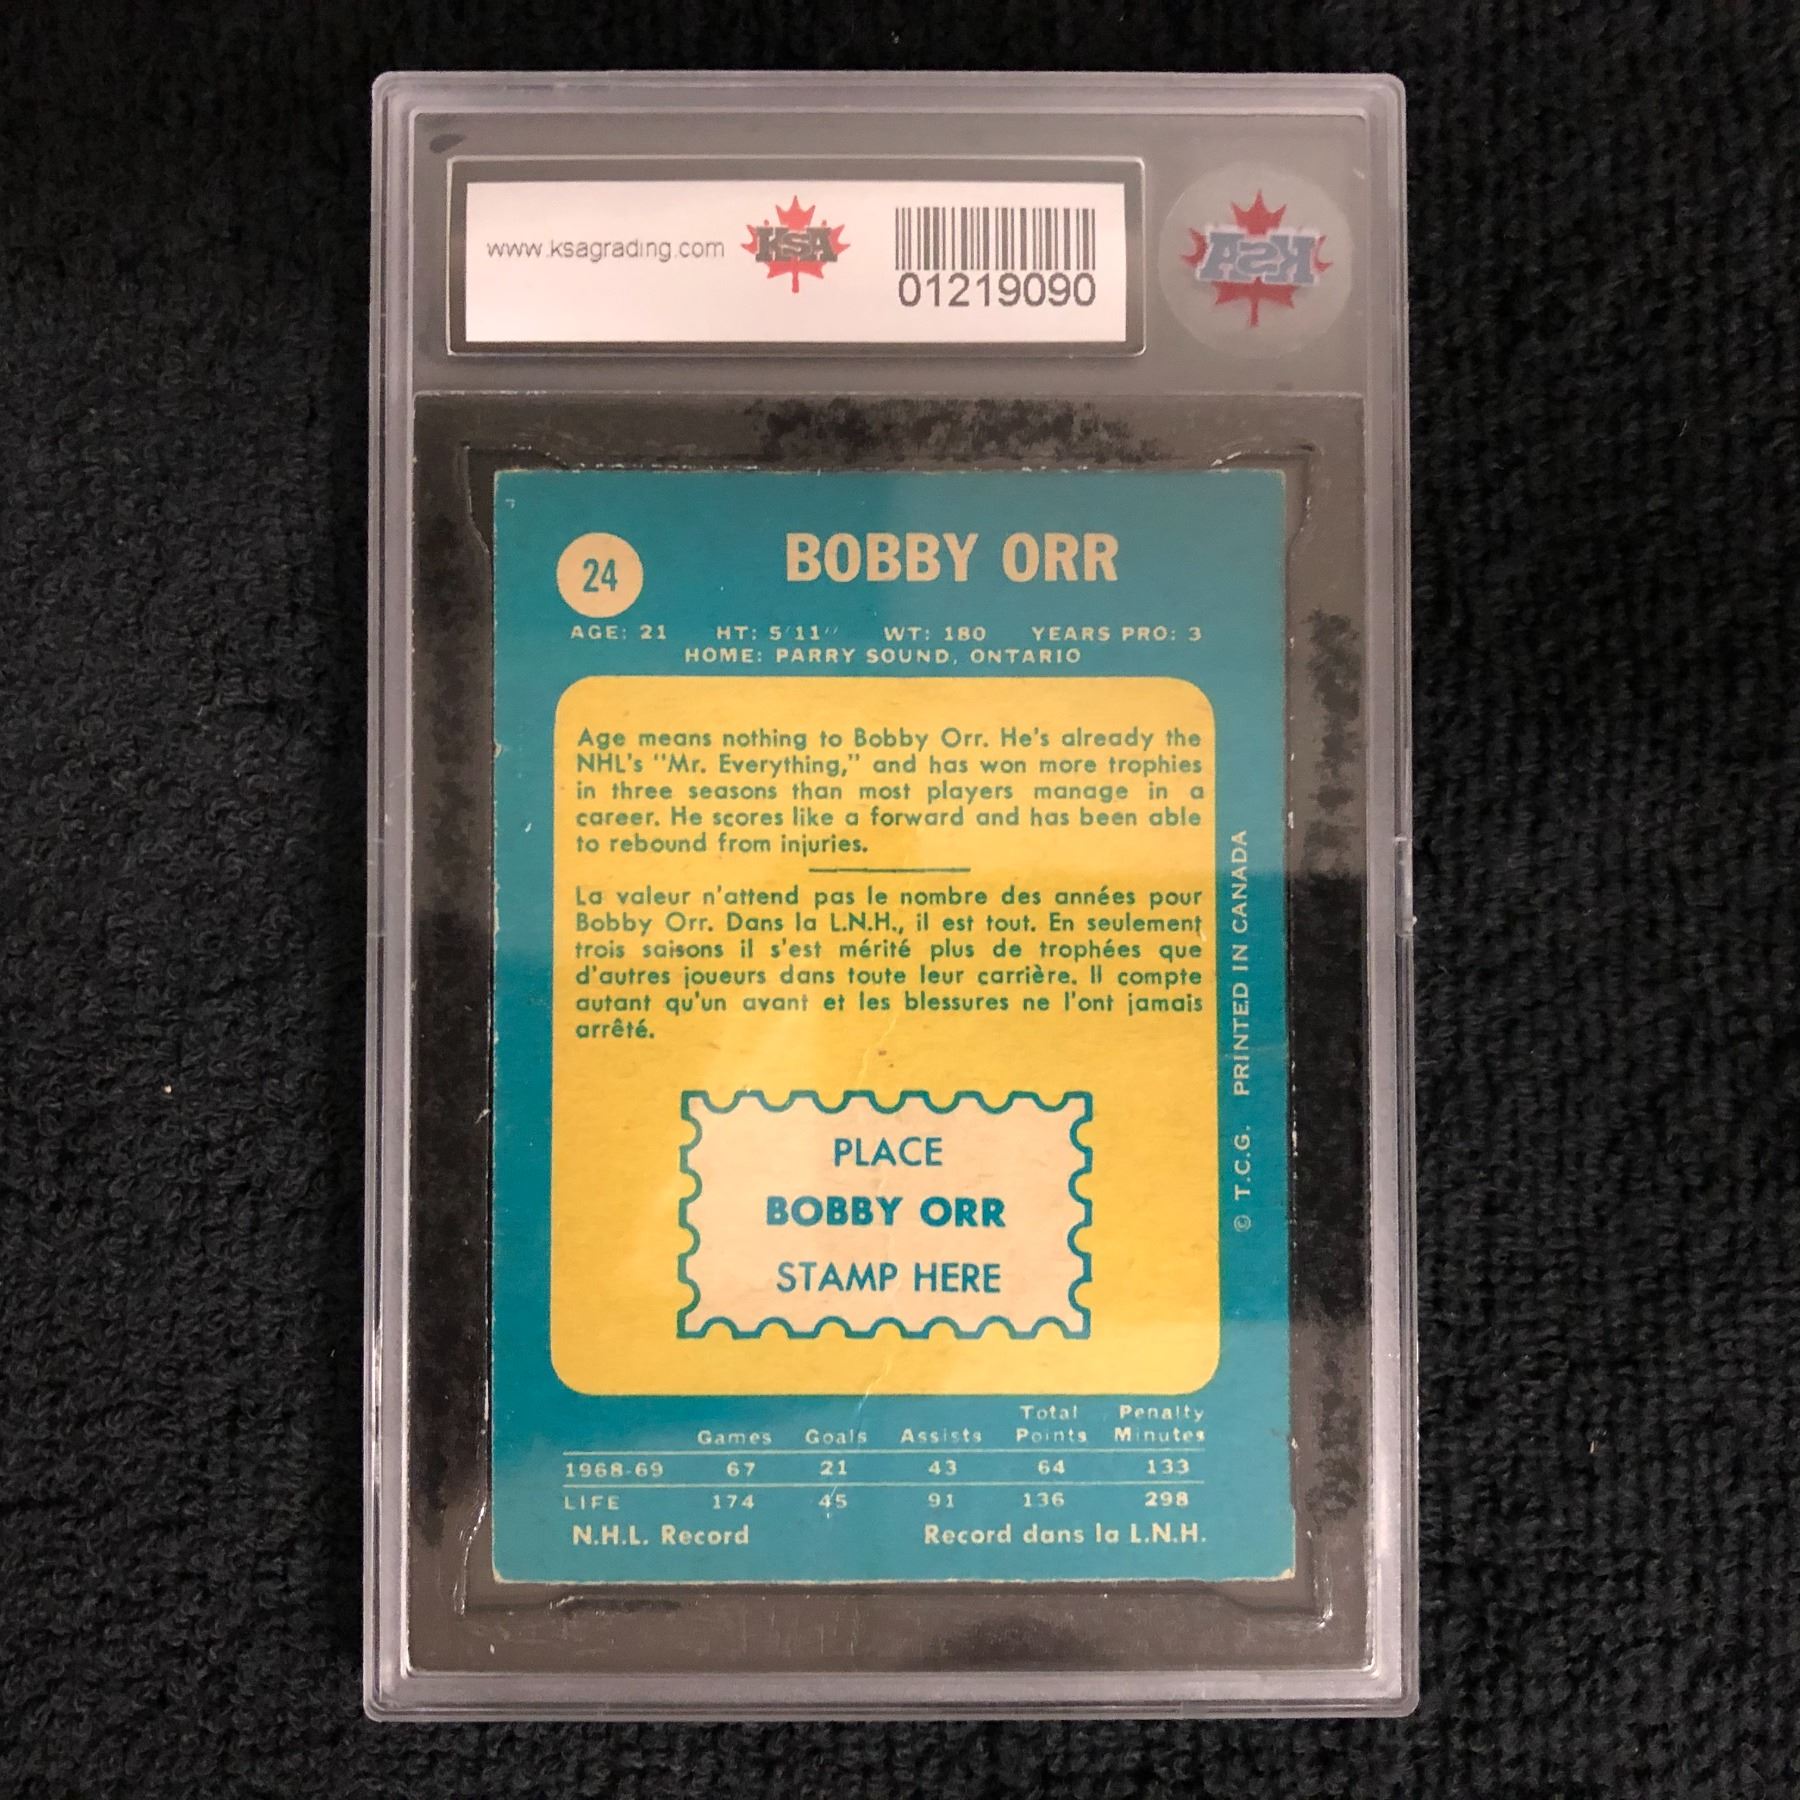 www.ksagrading.com
KSA
01219090
KSA
24
BOBBY ORR
AGE: 21 HT: 5'11" WT: 180 YEARS PRO: 3
HOME: PARRY SOUND, ONTARIO
Age means nothing to Bobby Orr. He's already the
NHL's "Mr. Everything," and has won more trophies
in three seasons than most players manage in a
career. He scores like a forward and has been able
to rebound from injuries.
La valeur n'attend pas le nombre des années pour
Bobby Orr. Dans la L.N.H., il est tout. En seulement
trois saisons il s'est mérité plus de trophées que
d'autres joueurs dans toute leur carrière. Il compte
autant qu'un avant et les blessures ne l'ont jamais
arrêté.
PLACE
BOBBY ORR
STAMP HERE
© T.C.G. PRINTED IN CANADA
Total Penalty
Games Goals Assists Points Minutes
1968-69 67 21 43 64 133
LIFE 174 45 91 136 298
N.H.L. Record Record dans la L.N.H.